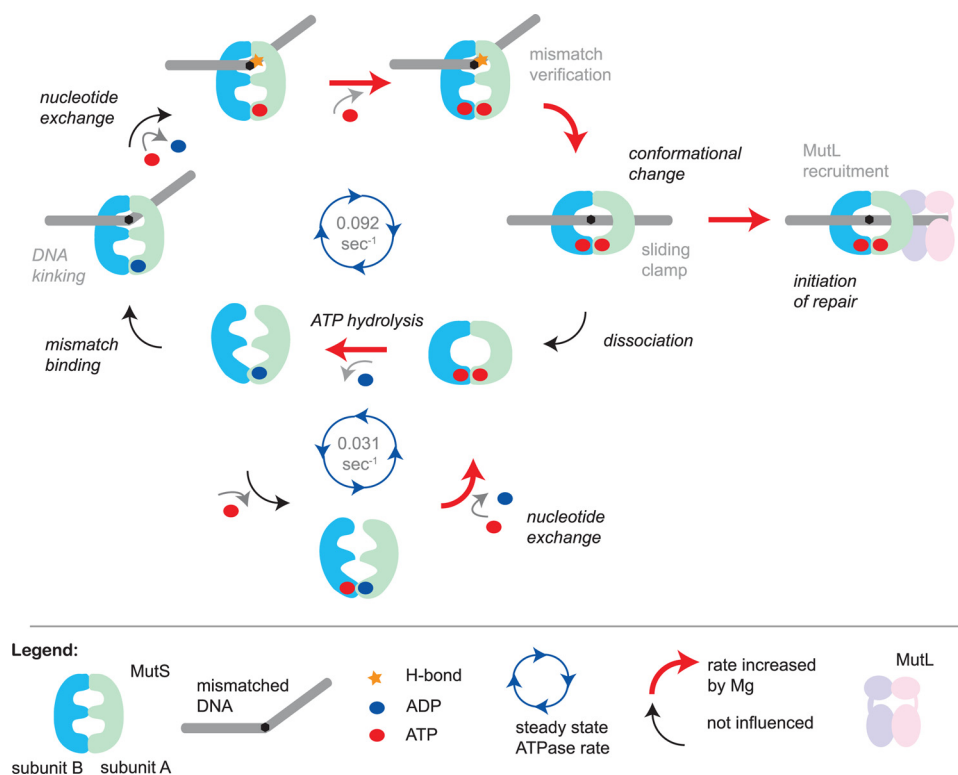 mismatch
verification
nucleotide
exchange
conformational
change
MutL
recruitment
0.092
sec-1
DNA
kinking
sliding
clamp
initiation
of repair
ATP hydrolysis
mismatch
binding
dissociation
0.031
sec-1
nucleotide
exchange
Legend:
MutS
subunit B
subunit A
mismatched
DNA
H-bond
ADP
ATP
steady state
ATPase rate
rate increased
by Mg
not influenced
MutL